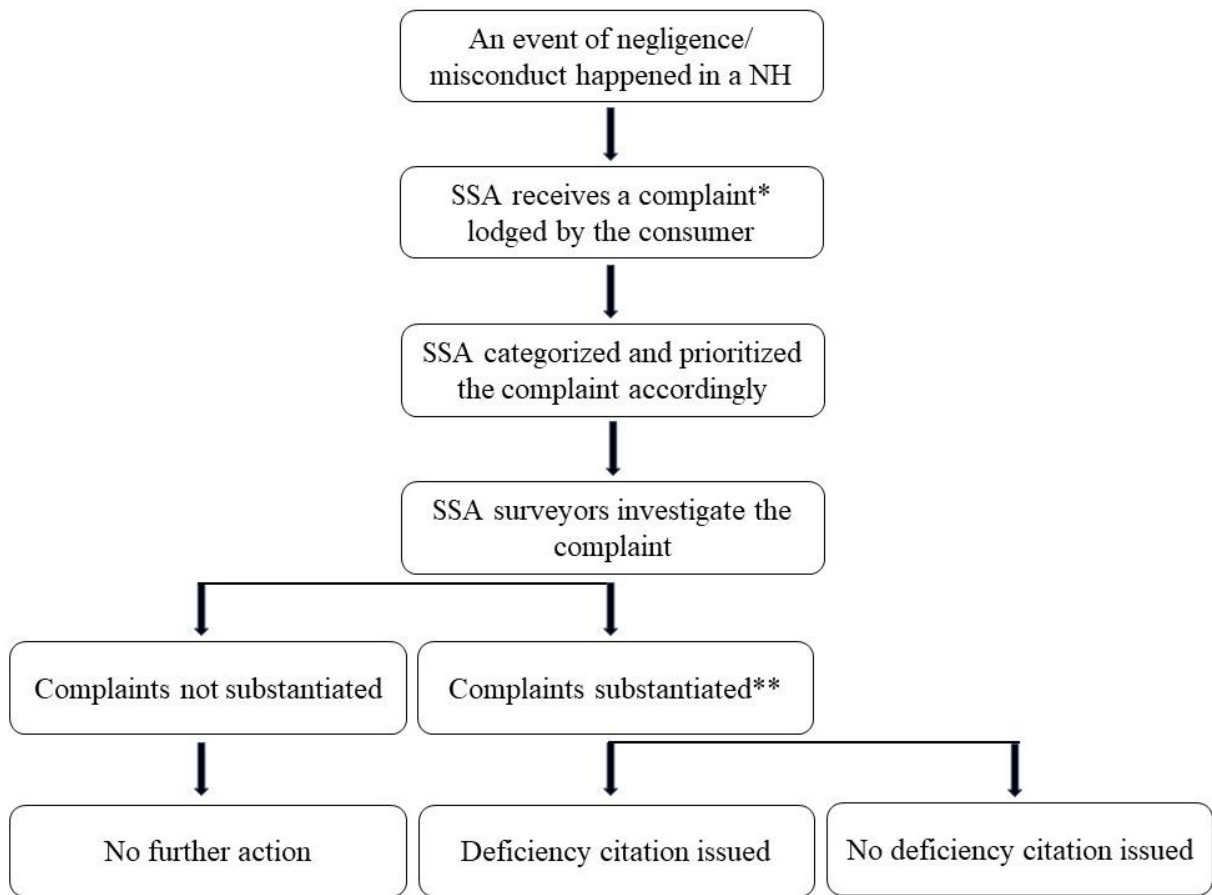 An event of negligence/
misconduct happened in a NH
SSA receives a complaint*
lodged by the consumer
SSA categorized and prioritized
the complaint accordingly
SSA surveyors investigate the
complaint
Complaints not substantiated
Complaints substantiated**
No further action
Deficiency citation issued
No deficiency citation issued